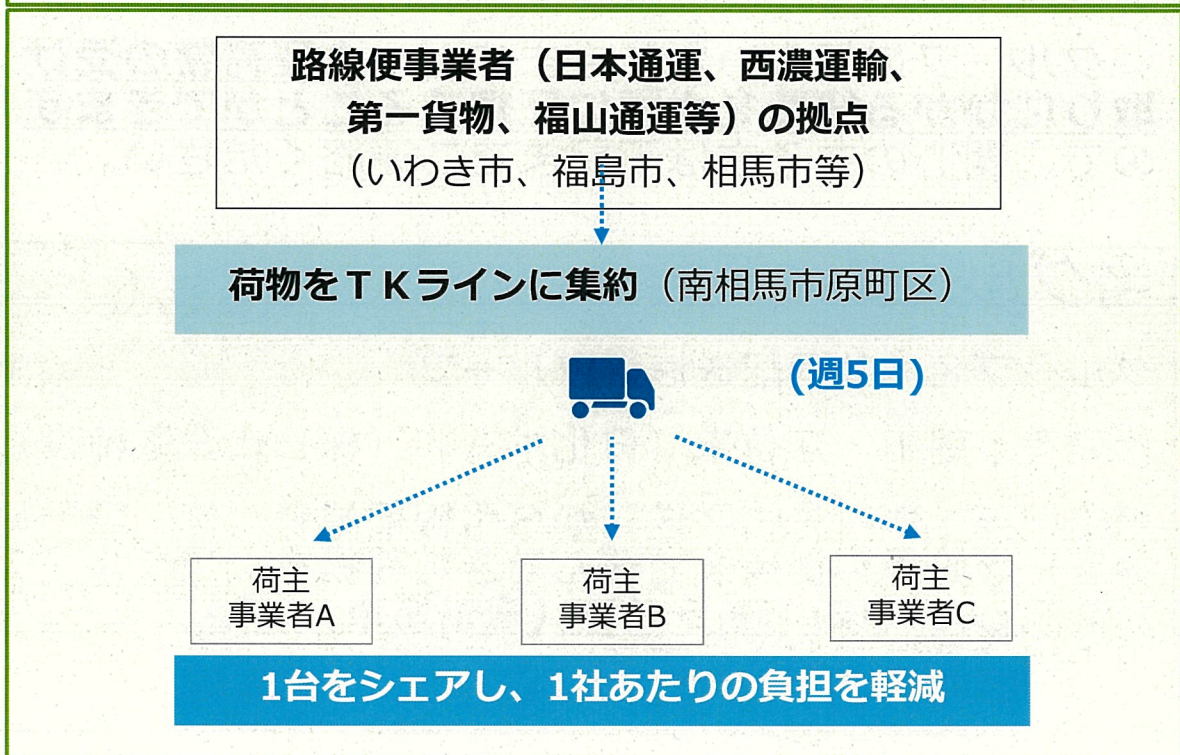 路線便事業者（日本通運、西濃運輸、
第一貨物、福山通運等）の拠点
（いわき市、福島市、相馬市等）
荷物をＴＫラインに集約（南相馬市原町区）
(週5日)
荷主
事業者A
荷主
事業者B
荷主
事業者C
1台をシェアし、1社あたりの負担を軽減